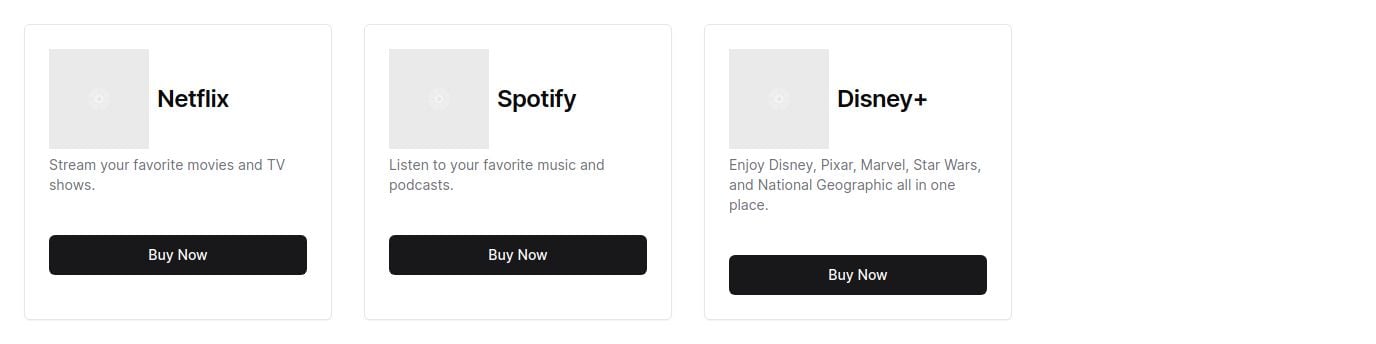 Netflix
Stream your favorite movies and TV
shows.
Buy Now
Spotify
Listen to your favorite music and
podcasts.
Buy Now
Disney+
Enjoy Disney, Pixar, Marvel, Star Wars,
and National Geographic all in one
place.
Buy Now